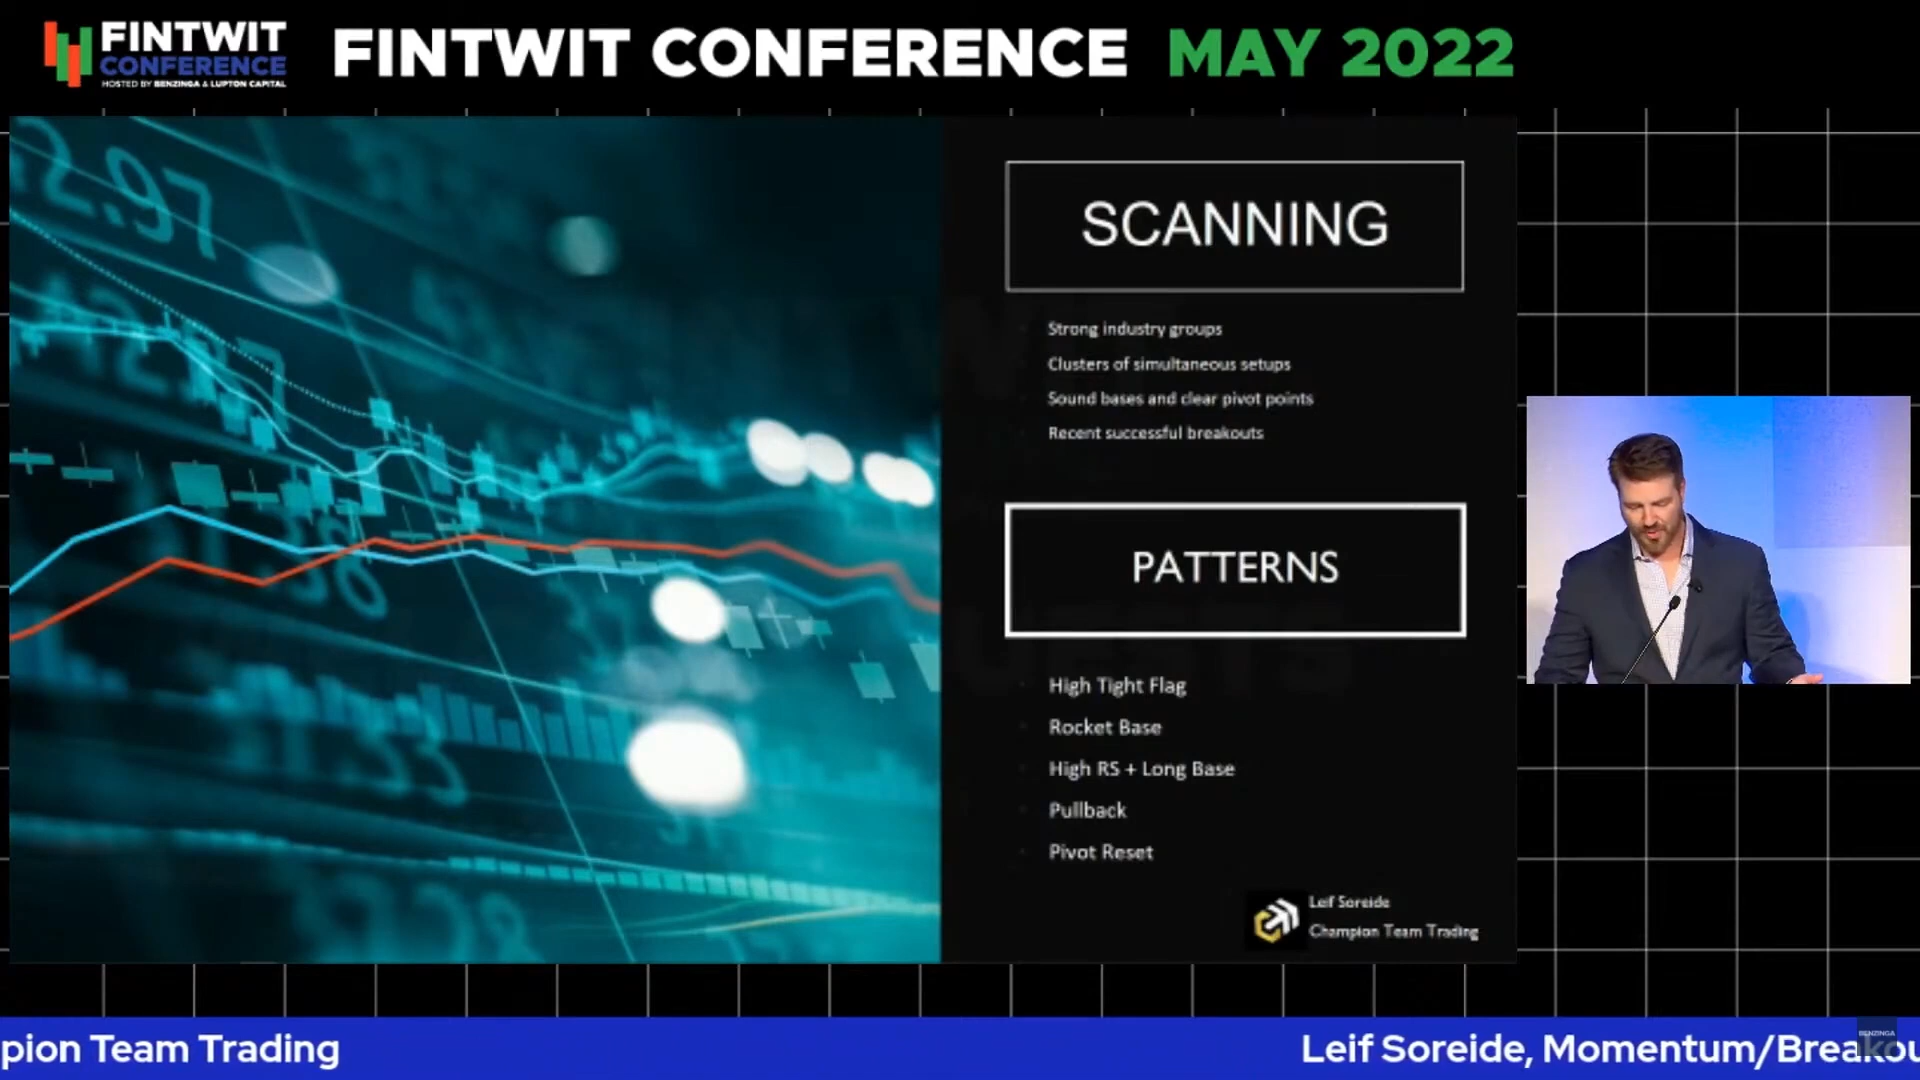 FINTWIT
CONFERENCE
HOSTED BY BENZINGA & LUPTON CAPITAL
FINTWIT CONFERENCE MAY 2022
SCANNING
Strong industry groups
Clusters of simultaneous setups
Sound bases and clear pivot points
Recent successful breakouts
PATTERNS
High Tight Flag
Rocket Base
High RS + Long Base
Pullback
Pivot Reset
Leif Soreide
Champion Team Trading
pion Team Trading
Leif Soreide, Momentum/Breakou
BENZINGA